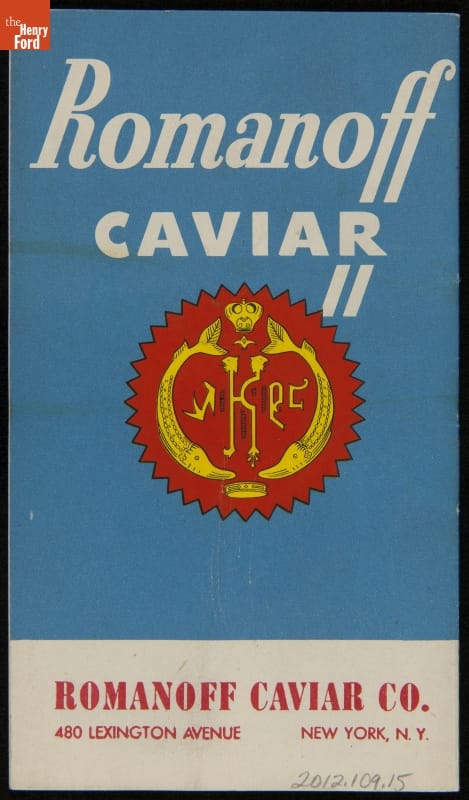 the
Henry
Ford
Romanoff
CAVIAR
ROMANOFF CAVIAR CO.
480 LEXINGTON AVENUE NEW YORK, N. Y.
2012.109.15